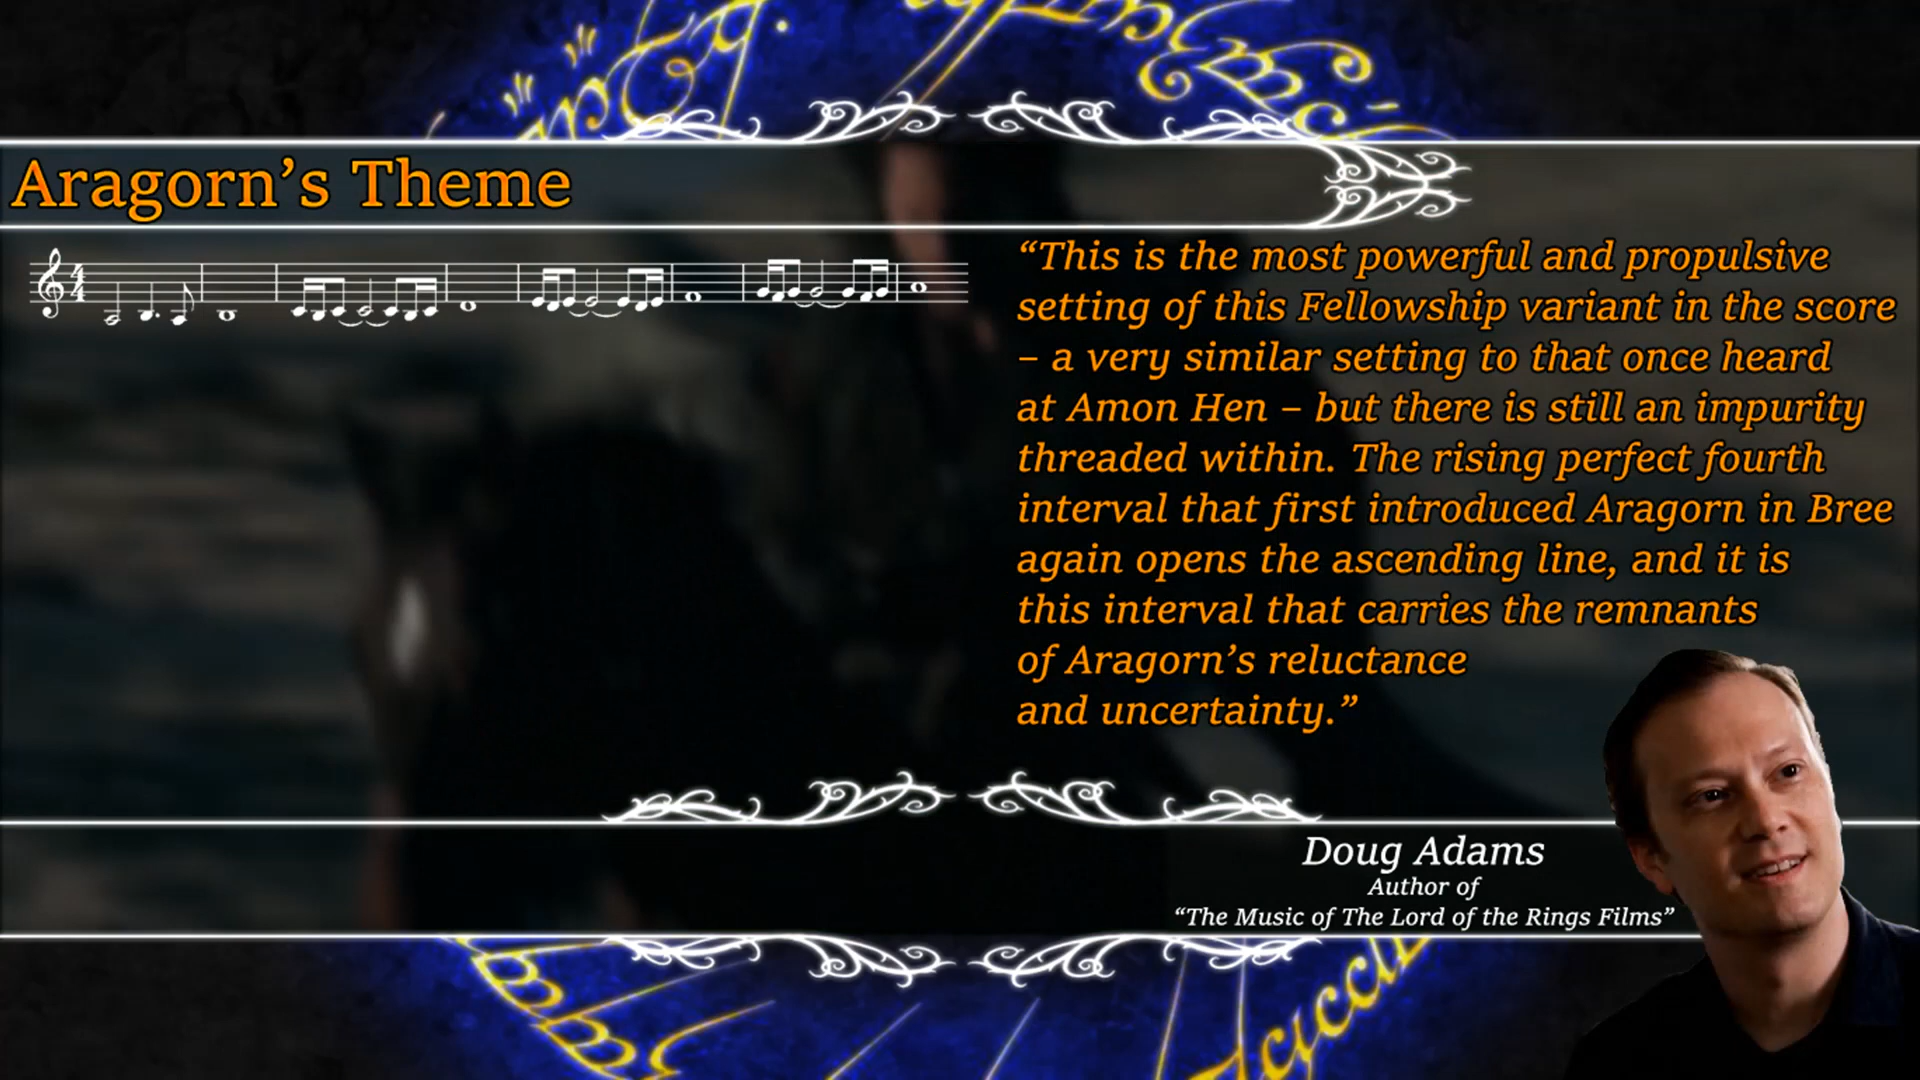 Aragorn’s Theme
“This is the most powerful and propulsive
setting of this Fellowship variant in the score
– a very similar setting to that once heard
at Amon Hen – but there is still an impurity
threaded within. The rising perfect fourth
interval that first introduced Aragorn in Bree
again opens the ascending line, and it is
this interval that carries the remnants
of Aragorn’s reluctance
and uncertainty.”
Doug Adams
Author of
“The Music of The Lord of the Rings Films”